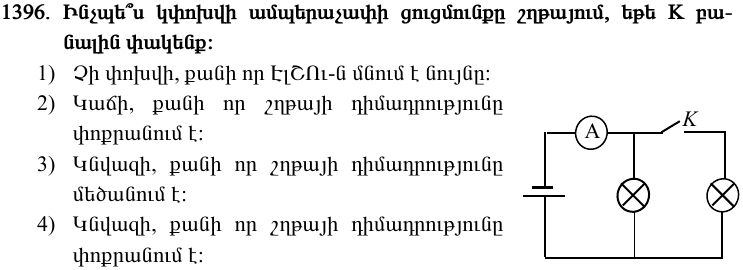 1396. Ինչպե՞ս կփոխվի ամպերաչափի ցուցմունքը շղթայում, եթե K բա-
նալին փակենք:
1) Չի փոխվի, քանի որ ԷլՇՈւ-ն մնում է նույնը:
2) Կաճի, քանի որ շղթայի դիմադրությունը
փոքրանում է:
3) Կնվազի, քանի որ շղթայի դիմադրությունը
մեծանում է:
4) Կնվազի, քանի որ շղթայի դիմադրությունը
փոքրանում է:
K
A